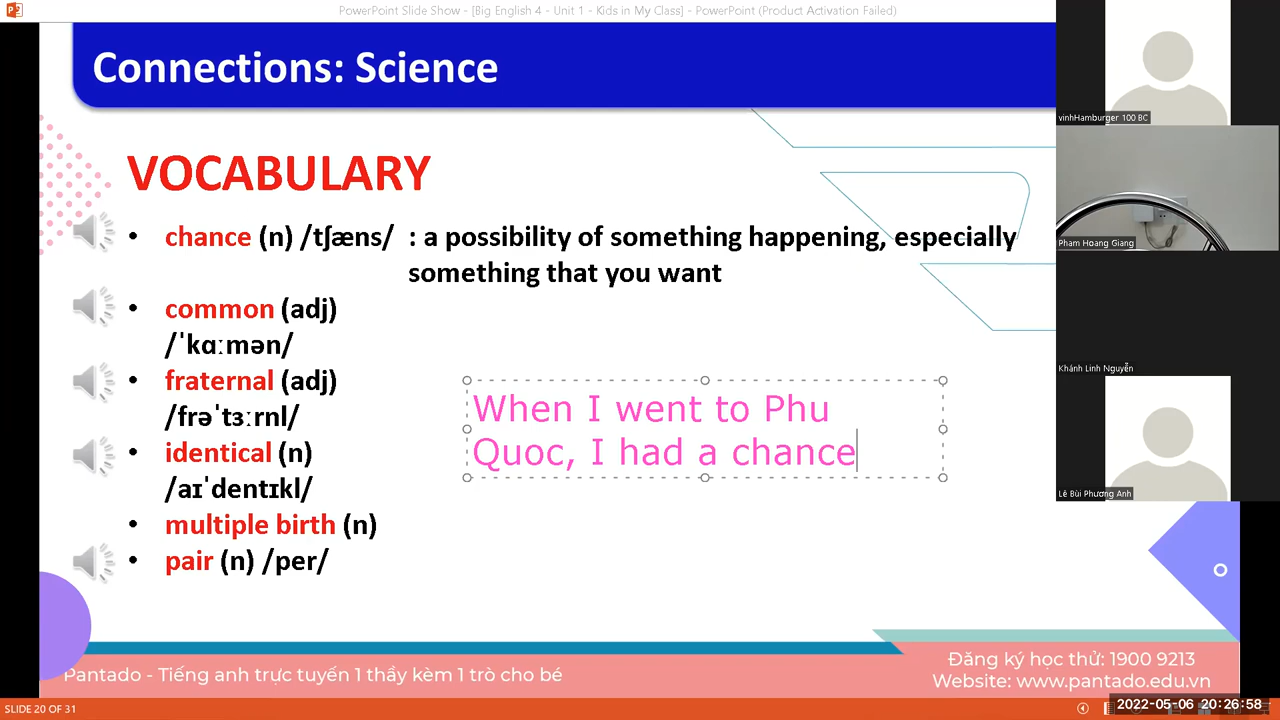 PowerPoint Slide Show - [Big English 4 - Unit 1 - Kids in My Class] - PowerPoint (Product Activation Failed)
Connections: Science
VOCABULARY
• chance (n) /tʃæns/ : a possibility of something happening, especially
something that you want
• common (adj)
/ˈkɑːmən/
• fraternal (adj)
/frəˈtɜːrnl/
• identical (n)
/aɪˈdentɪkl/
• multiple birth (n)
• pair (n) /per/
When I went to Phu
Quoc, I had a chance
vinhHamburger 100 BC
Pham Hoang Giang
Khánh Linh Nguyễn
Lê Bùi Phương Anh
Pantado - Tiếng anh trực tuyến 1 thầy kèm 1 trò cho bé
Đăng ký học thử: 1900 9213
Website: www.pantado.edu.vn
SLIDE 20 OF 31
2022-05-06 20:26:58